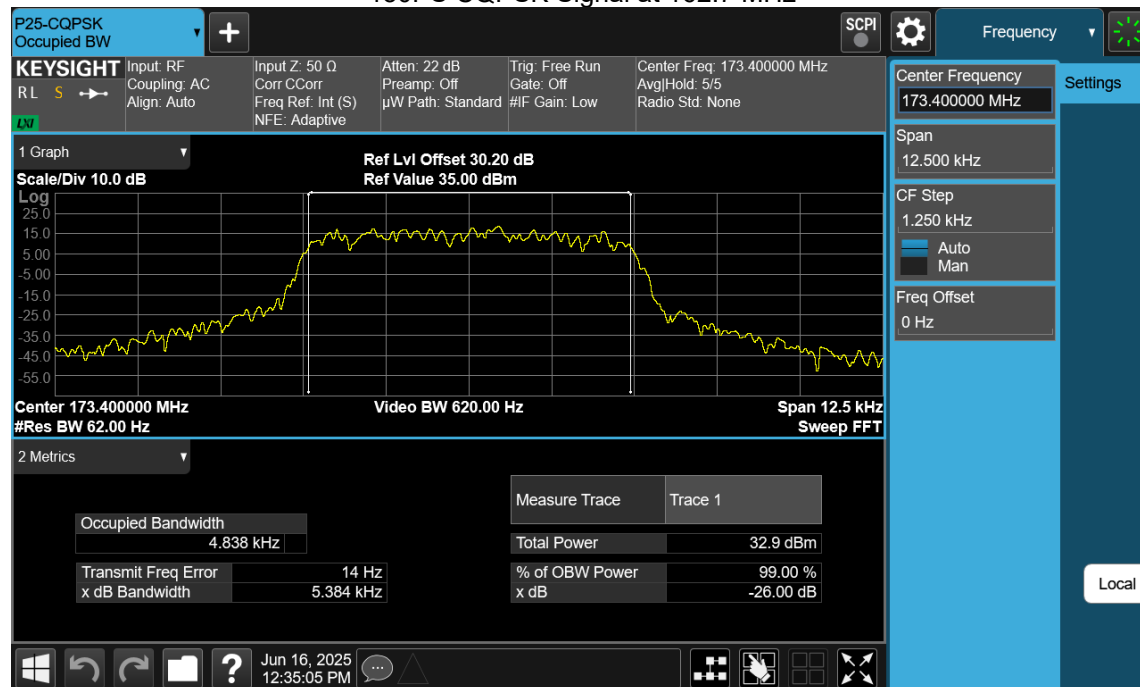 P25-CQPSK
Occupied BW
+
SCPI
Frequency
KEYSIGHT
R L S
LXI
Input: RF
Coupling: AC
Align: Auto
Input Z: 50 Ω
Corr CCorr
Freq Ref: Int (S)
NFE: Adaptive
Atten: 22 dB
Preamp: Off
µW Path: Standard
Trig: Free Run
Gate: Off
#IF Gain: Low
Center Freq: 173.400000 MHz
Avg|Hold: 5/5
Radio Std: None
Center Frequency
173.400000 MHz
Settings
Span
12.500 kHz
CF Step
1.250 kHz
Auto
Man
Freq Offset
0 Hz
1 Graph
Scale/Div 10.0 dB
Ref Lvl Offset 30.20 dB
Ref Value 35.00 dBm
Log
25.0
15.0
5.00
-5.00
-15.0
-25.0
-35.0
-45.0
-55.0
Center 173.400000 MHz
#Res BW 62.00 Hz
Video BW 620.00 Hz
Span 12.5 kHz
Sweep FFT
2 Metrics
Measure Trace Trace 1
Occupied Bandwidth
4.838 kHz
Total Power 32.9 dBm
Transmit Freq Error 14 Hz
% of OBW Power 99.00 %
x dB Bandwidth 5.384 kHz
x dB -26.00 dB
Local
?
Jun 16, 2025
12:35:05 PM